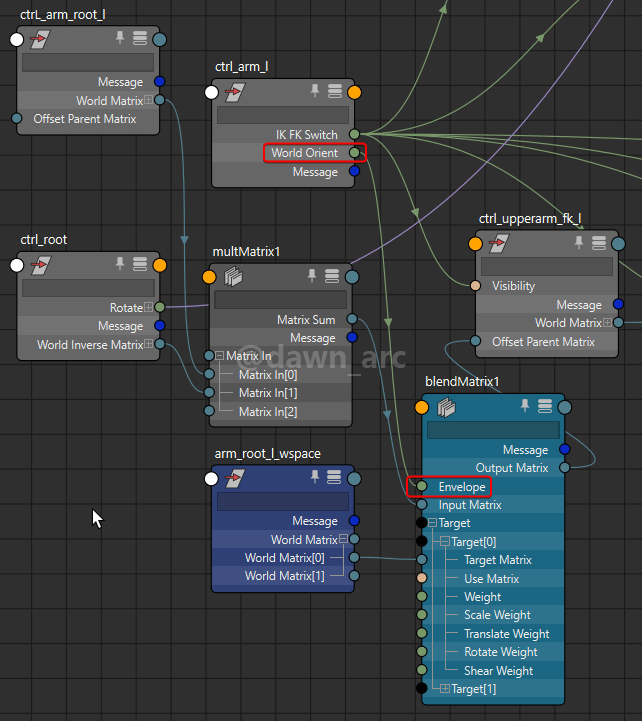 ctrL_arm_root_l
Message
World Matrix
Offset Parent Matrix
ctrl_arm_l
IK FK Switch
World Orient
Message
ctrl_root
Rotate
Message
World Inverse Matrix
multMatrix1
Matrix Sum
Message
Matrix In
Matrix In[0]
Matrix In[1]
Matrix In[2]
@dawn_arc
ctrl_upperarm_fk_l
Visibility
Message
World Matrix
Offset Parent Matrix
arm_root_l_wspace
Message
World Matrix
World Matrix[0]
World Matrix[1]
blendMatrix1
Message
Output Matrix
Envelope
Input Matrix
Target
Target[0]
Target Matrix
Use Matrix
Weight
Scale Weight
Translate Weight
Rotate Weight
Shear Weight
Target[1]